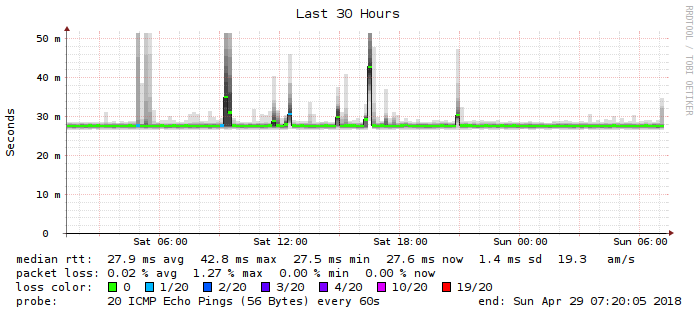 Last 30 Hours
RRDTOOL / TOBI OETIKER
Seconds
50 m
40 m
30 m
20 m
10 m
0
Sat 06:00 Sat 12:00 Sat 18:00 Sun 00:00 Sun 06:00
median rtt: 27.9 ms avg 42.8 ms max 27.5 ms min 27.6 ms now 1.4 ms sd 19.3 am/s
packet loss: 0.02 % avg 1.27 % max 0.00 % min 0.00 % now
loss color: 0 1/20 2/20 3/20 4/20 10/20 19/20
probe: 20 ICMP Echo Pings (56 Bytes) every 60s end: Sun Apr 29 07:20:05 2018